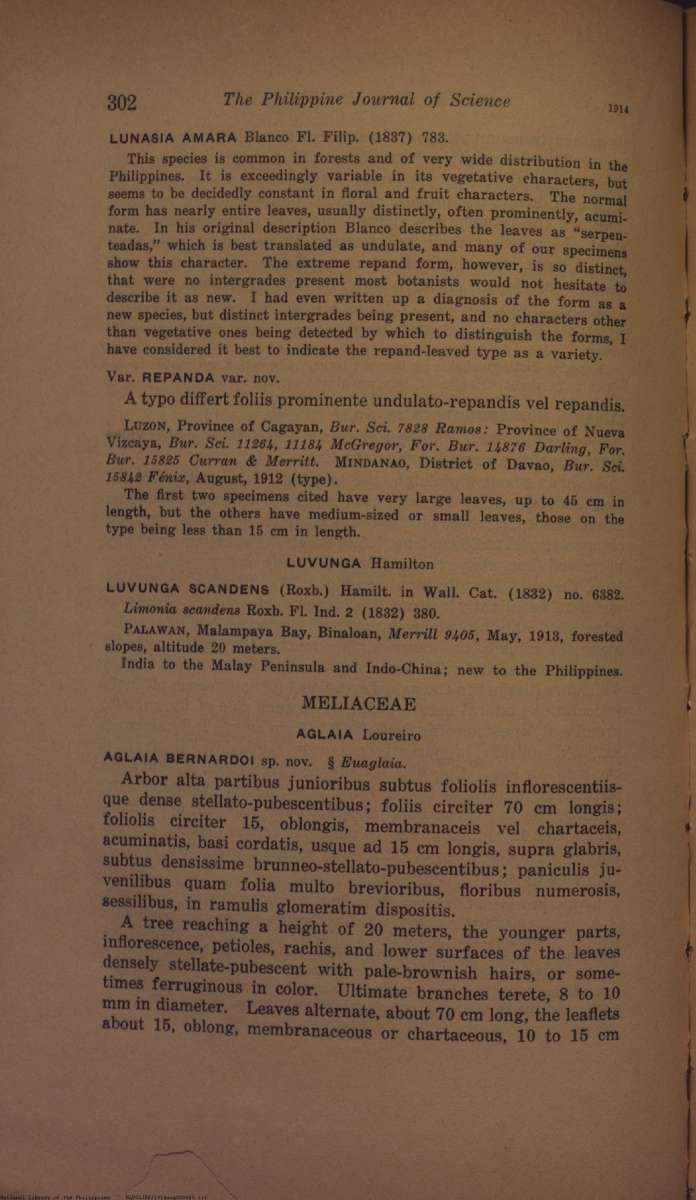 302 The Philippine Journal of Science 1914
LUNASIA AMARA Blanco Fl. Filip. (1837) 783.
This species is common in forests and of very wide distribution in the
Philippines. It is exceedingly variable in its vegetative characters, but
seems to be decidedly constant in floral and fruit characters. The normal
form has nearly entire leaves, usually distinctly, often prominently, acumi-
nate. In his original description Blanco describes the leaves as "serpen-
teadas," which is best translated as undulate, and many of our specimens
show this character. The extreme repand form, however, is so distinct,
that were no intergrades present most botanists would not hesitate to
describe it as new. I had even written up a diagnosis of the form as a
new species, but distinct intergrades being present, and no characters other
than vegetative ones being detected by which to distinguish the forms, I
have considered it best to indicate the repand-leaved type as a variety.
Var. REPANDA var. nov.
A typo differt foliis prominente undulato-repandis vel repandis.
LUZON, Province of Cagayan, Bur. Sci. 7828 Ramos: Province of Nueva
Vizcaya, Bur. Sci. 11264, 11184 McGregor, For. Bur. 14876 Darling, For.
Bur. 15825 Curran & Merritt. MINDANAO, District of Davao, Bur. Sci.
15842 Fénix, August, 1912 (type).
The first two specimens cited have very large leaves, up to 45 cm in
length, but the others have medium-sized or small leaves, those on the
type being less than 15 cm in length.
LUVUNGA Hamilton
LUVUNGA SCANDENS (Roxb.) Hamilt. in Wall. Cat. (1832) no. 6382.
Limonia scandens Roxb. Fl. Ind. 2 (1832) 380.
PALAWAN, Malampaya Bay, Binaloan, Merrill 9405, May, 1913, forested
slopes, altitude 20 meters.
India to the Malay Peninsula and Indo-China; new to the Philippines.
MELIACEAE
AGLAIA Loureiro
AGLAIA BERNARDOI sp. nov. § Euaglaia.
Arbor alta partibus junioribus subtus foliolis inflorescentiis-
que dense stellato-pubescentibus; foliis circiter 70 cm longis;
foliolis circiter 15, oblongis, membranaceis vel chartaceis,
acuminatis, basi cordatis, usque ad 15 cm longis, supra glabris,
subtus densissime brunneo-stellato-pubescentibus; paniculis ju-
venilibus quam folia multo brevioribus, floribus numerosis,
sessilibus, in ramulis glomeratim dispositis.
A tree reaching a height of 20 meters, the younger parts,
inflorescence, petioles, rachis, and lower surfaces of the leaves
densely stellate-pubescent with pale-brownish hairs, or some-
times ferruginous in color. Ultimate branches terete, 8 to 10
mm in diameter. Leaves alternate, about 70 cm long, the leaflets
about 15, oblong, membranaceous or chartaceous, 10 to 15 cm
National Library of the Philippines